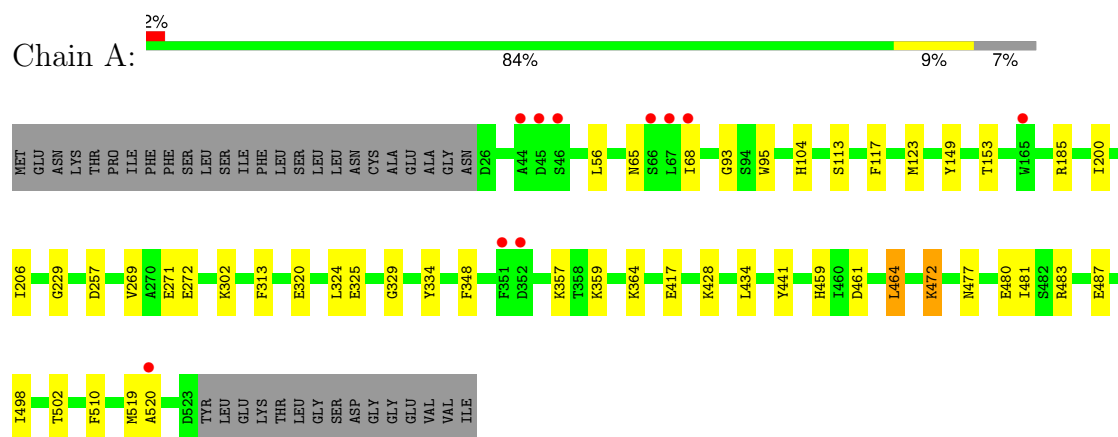 2%
Chain A:
84% 9% 7%
MET GLU ASN LYS THR PRO ILE PHE PHE SER LEU SER ILE PHE LEU SER LEU LEU ASN CYS ALA GLU ALA GLY ASN D26 A44 D45 S46 L56 N65 S66 L67 I68 G93 S94 W95 H104 S113 F117 M123 Y149 T153 W165 R185 I200
I206 G229 D257 V269 A270 E271 E272 K302 F313 E320 L324 E325 G329 Y334 F348 F351 D352 K357 T358 K359 K364 E417 K428 L434 Y441 H459 I460 D461 L464 K472 N477 E480 I481 S482 R483 E487
I498 T502 F510 M519 A520 D523 TYR LEU GLU LYS THR LEU GLY SER ASP GLY GLY GLU VAL VAL ILE